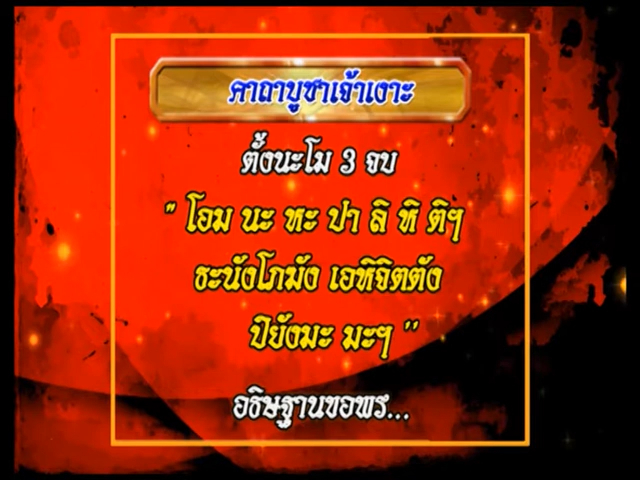 คาถาบูชาเจ้าเงาะ
ตั้งนะโม 3 จบ
" โอม นะ หะ ปา ลิ หิ ติฯ
ธะนังโภมัง เอหิจิตตัง
ปิยังมะ มะฯ "
อธิษฐานขอพร...